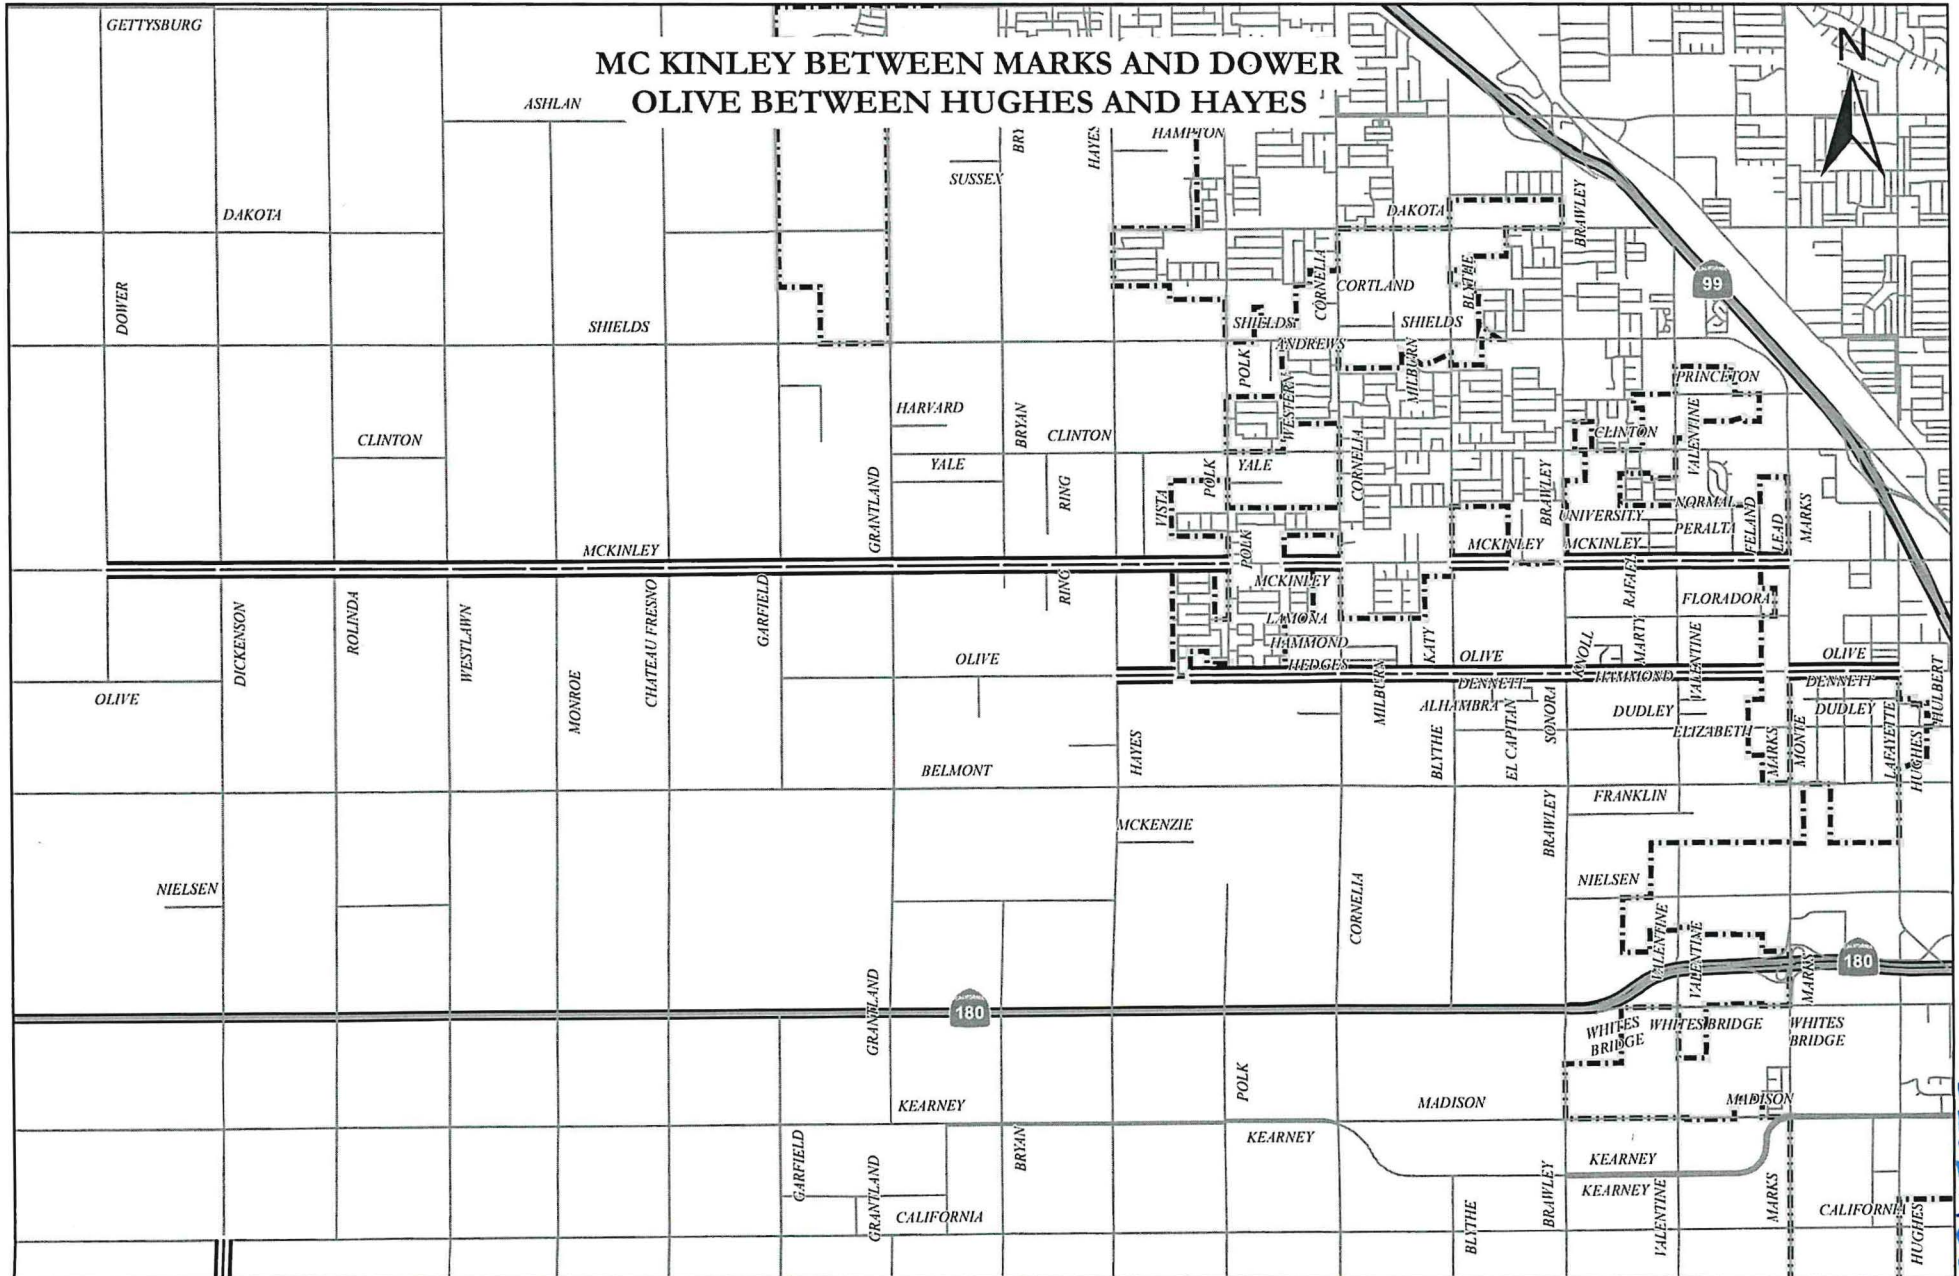 GETTYSBURG
MC KINLEY BETWEEN MARKS AND DOWER
OLIVE BETWEEN HUGHES AND HAYES
N
ASHLAN
BRY
HAYES
HAMPTON
SUSSEX
DAKOTA
DAKOTA
BRAWLEY
DOWER
SHIELDS
CORNELIA
CORTLAND
BLYTHE
CALIFORNIA
99
SHIELDS
SHIELDS
ANDREWS
POLK
WESTERN
MILBURN
PRINCETON
HARVARD
BRYAN
CLINTON
CLINTON
CLINTON
VALENTINE
YALE
YALE
GRANTLAND
RING
VISTA
POLK
CORNELIA
BRAWLEY
UNIVERSITY
NORMAL
PERALTA
FELAND
LEAD
MARKS
MCKINLEY
POLK
MCKINLEY
MCKINLEY
MCKINLEY
RAFAEL
FLORADORA
DICKENSON
ROLINDA
WESTLAWN
MONROE
CHATEAU FRESNO
GARFIELD
RING
LAMONA
HAMMOND
HEDGES
KATY
OLIVE
OLIVE
OLIVE
OLIVE
KNOLL
MARTY
VALENTINE
HAMMOND
DENNETT
DENNETT
MILBURN
ALHAMBRA
EL CAPITAN
SONORA
DUDLEY
DUDLEY
ELIZABETH
HULBERT
MARKS
MONTE
LAFAYETTE
HUGHES
HAYES
BLYTHE
BELMONT
FRANKLIN
BRAWLEY
MCKENZIE
NIELSEN
NIELSEN
CORNELIA
VALENTINE
VALENTINE
MARKS
CALIFORNIA
180
GRANTLAND
CALIFORNIA
180
WHITES
BRIDGE
WHITES BRIDGE
WHITES
BRIDGE
POLK
KEARNEY
MADISON
MADISON
KEARNEY
KEARNEY
KEARNEY
GARFIELD
GRANTLAND
BRYAN
BLYTHE
BRAWLEY
VALENTINE
MARKS
CALIFORNIA
CALIFORNIA
HUGHES